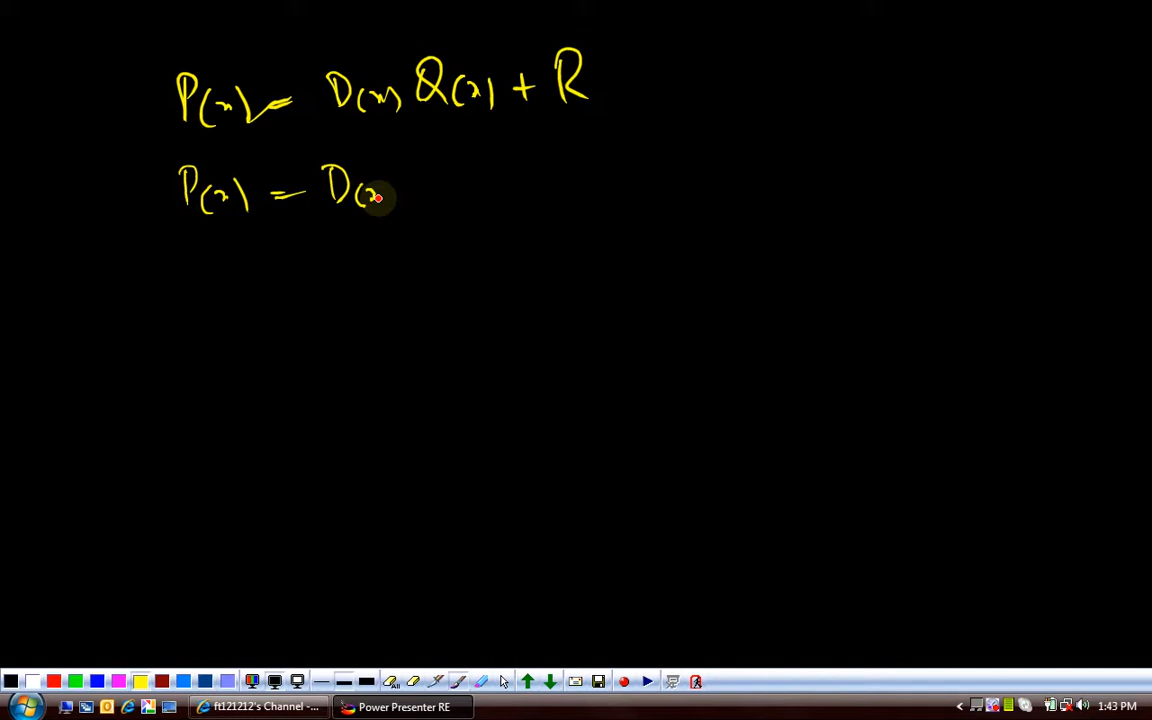 P(x) = D(x) Q(x) + R
P(x) = D(x
ft121212's Channel -...
Power Presenter RE
1:43 PM